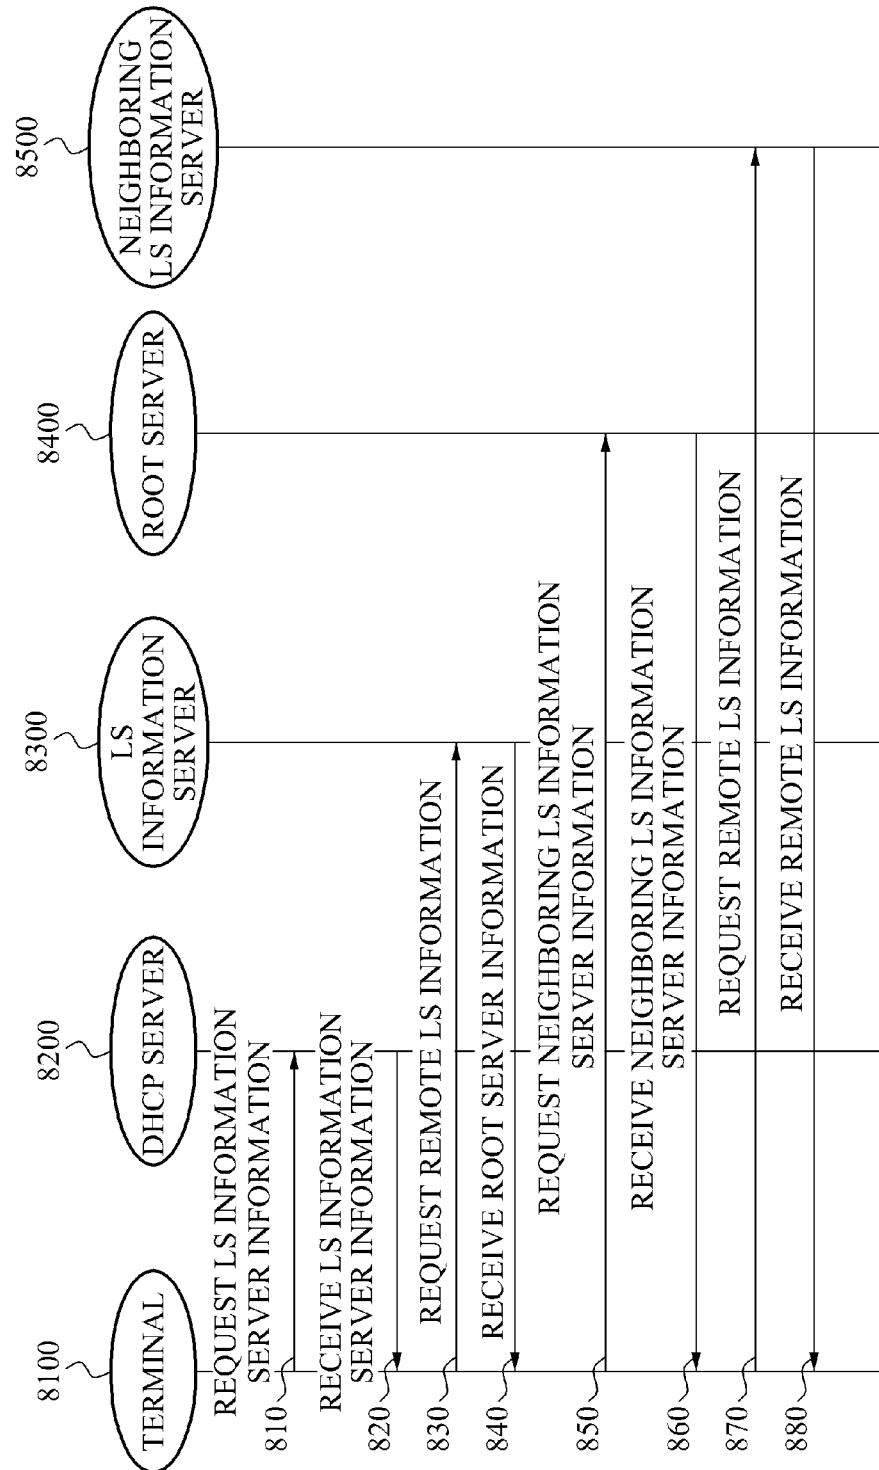 8100
TERMINAL
8200
DHCP SERVER
8300
LS
INFORMATION
SERVER
8400
ROOT SERVER
8500
NEIGHBORING
LS INFORMATION
SERVER
REQUEST LS INFORMATION
SERVER INFORMATION
810
RECEIVE LS INFORMATION
SERVER INFORMATION
820
REQUEST REMOTE LS INFORMATION
830
RECEIVE ROOT SERVER INFORMATION
840
REQUEST NEIGHBORING LS INFORMATION
SERVER INFORMATION
850
RECEIVE NEIGHBORING LS INFORMATION
SERVER INFORMATION
860
REQUEST REMOTE LS INFORMATION
870
RECEIVE REMOTE LS INFORMATION
880